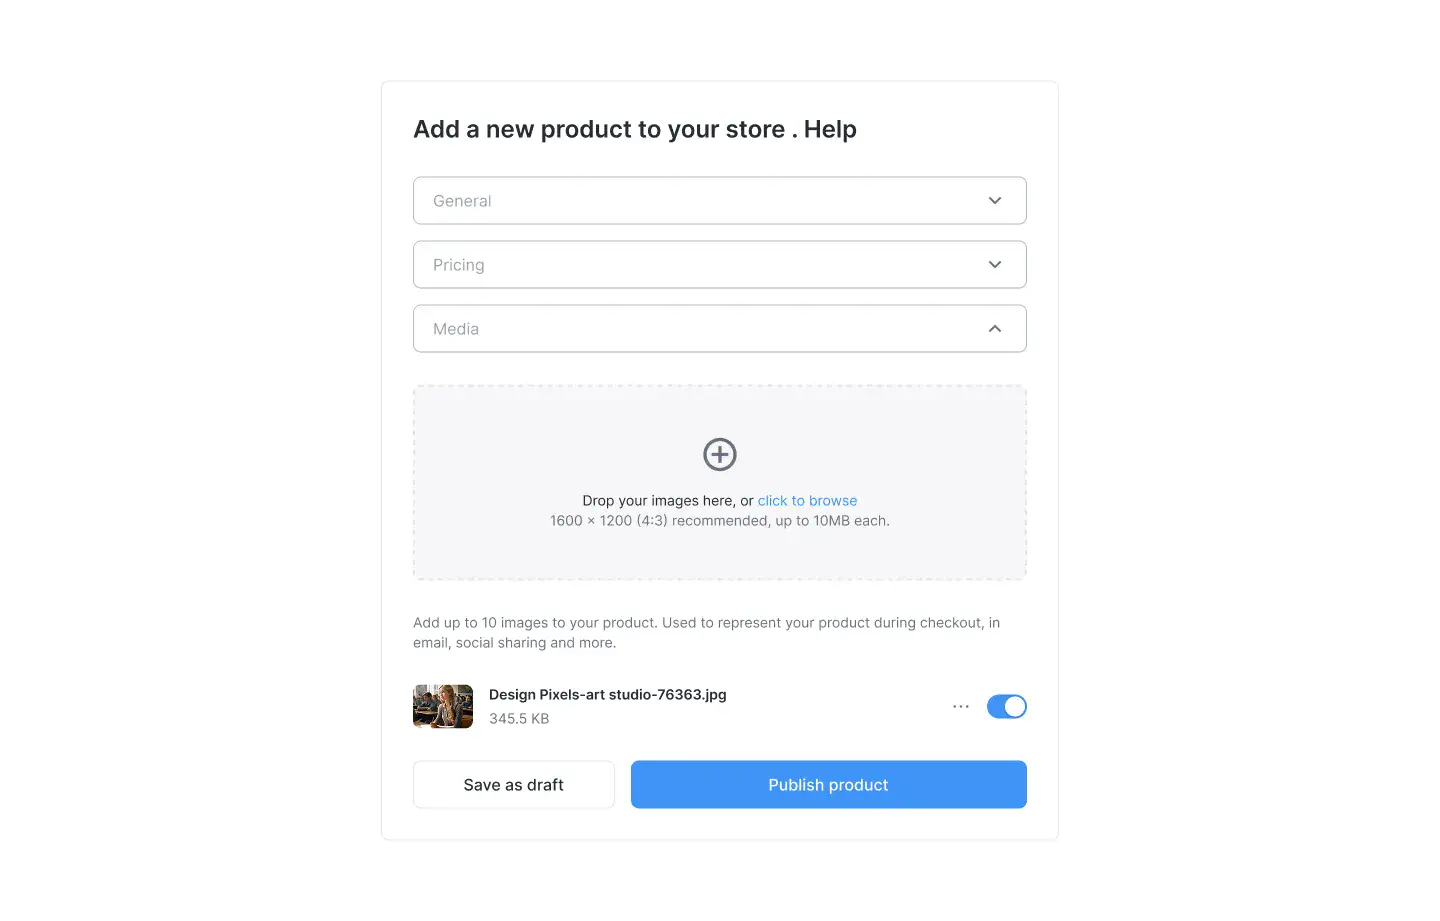 Add a new product to your store . Help
General
Pricing
Media
Drop your images here, or click to browse
1600 × 1200 (4:3) recommended, up to 10MB each.
Add up to 10 images to your product. Used to represent your product during checkout, in
email, social sharing and more.
Design Pixels-art studio-76363.jpg
345.5 KB
Save as draft
Publish product